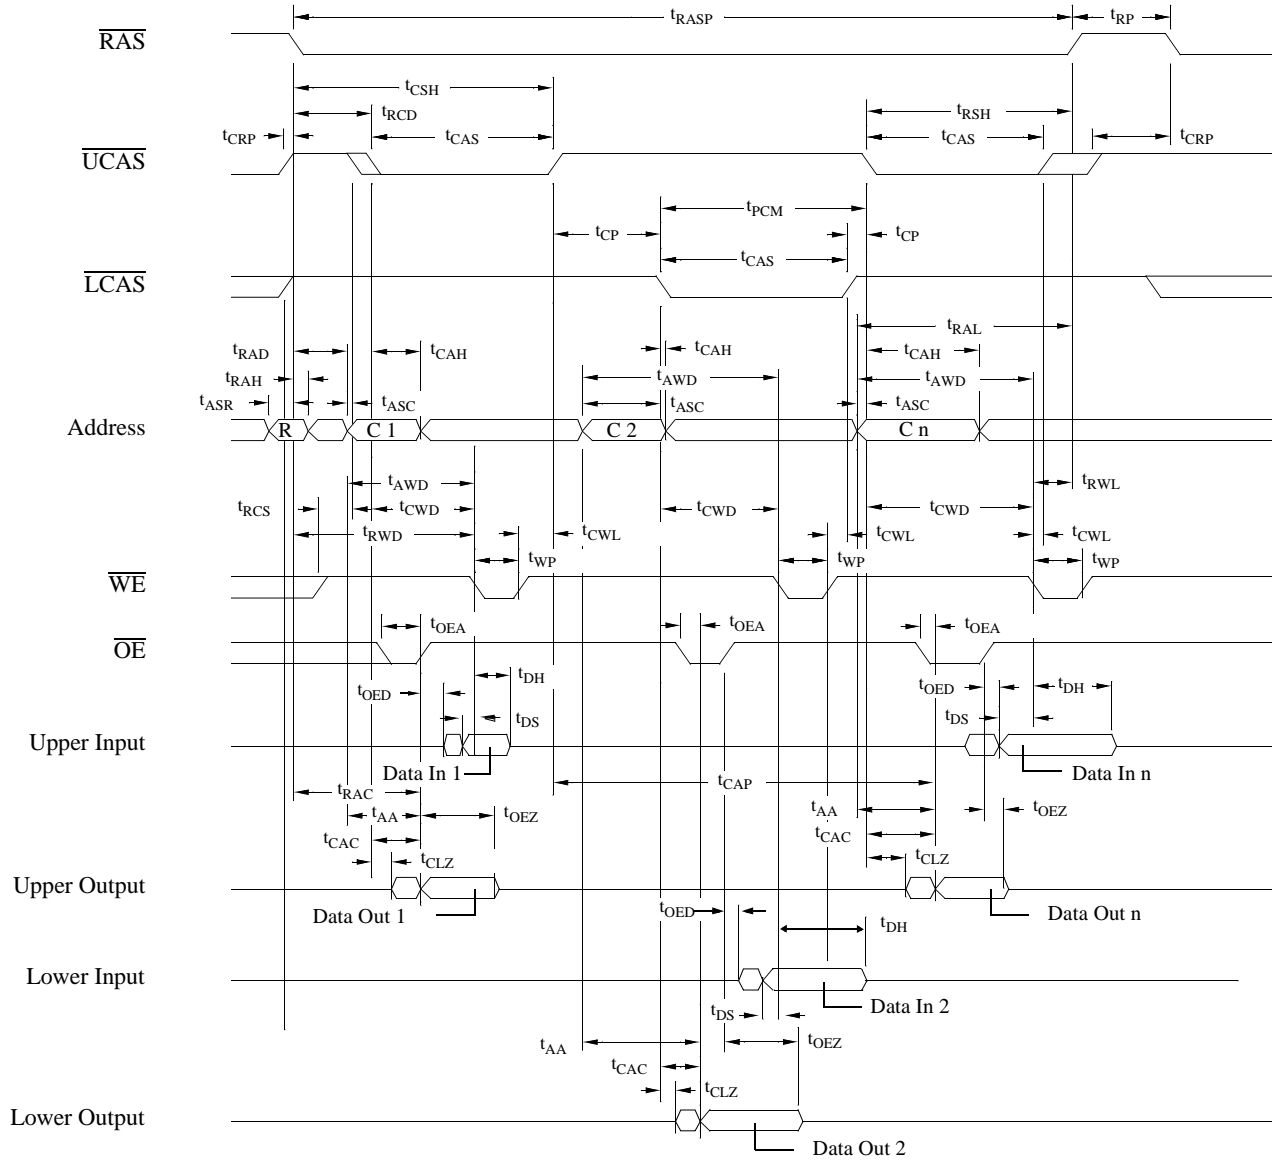 tRASP
tRP
RAS
tCSH
tRCD
tRSH
tCRP
tCAS
tCAS
tCRP
UCAS
tPCM
tCP
tCP
tCAS
LCAS
tRAL
tRAD
tCAH
tCAH
tCAH
tRAH
tAWD
tAWD
tASR
tASC
tASC
tASC
Address
R
C 1
C 2
C n
tAWD
tRWL
tRCS
tCWD
tCWD
tCWD
tRWD
tCWL
tCWL
tCWL
tWP
tWP
tWP
WE
tOEA
tOEA
tOEA
OE
tDH
tOED
tOED
tDH
tDS
tDS
Upper Input
Data In 1
Data In n
tRAC
tCAP
tAA
tOEZ
tAA
tOEZ
tCAC
tCAC
tCLZ
tCLZ
Upper Output
Data Out 1
Data Out n
tOED
tDH
Lower Input
Data In 2
tDS
tAA
tOEZ
tCAC
tCLZ
Lower Output
Data Out 2